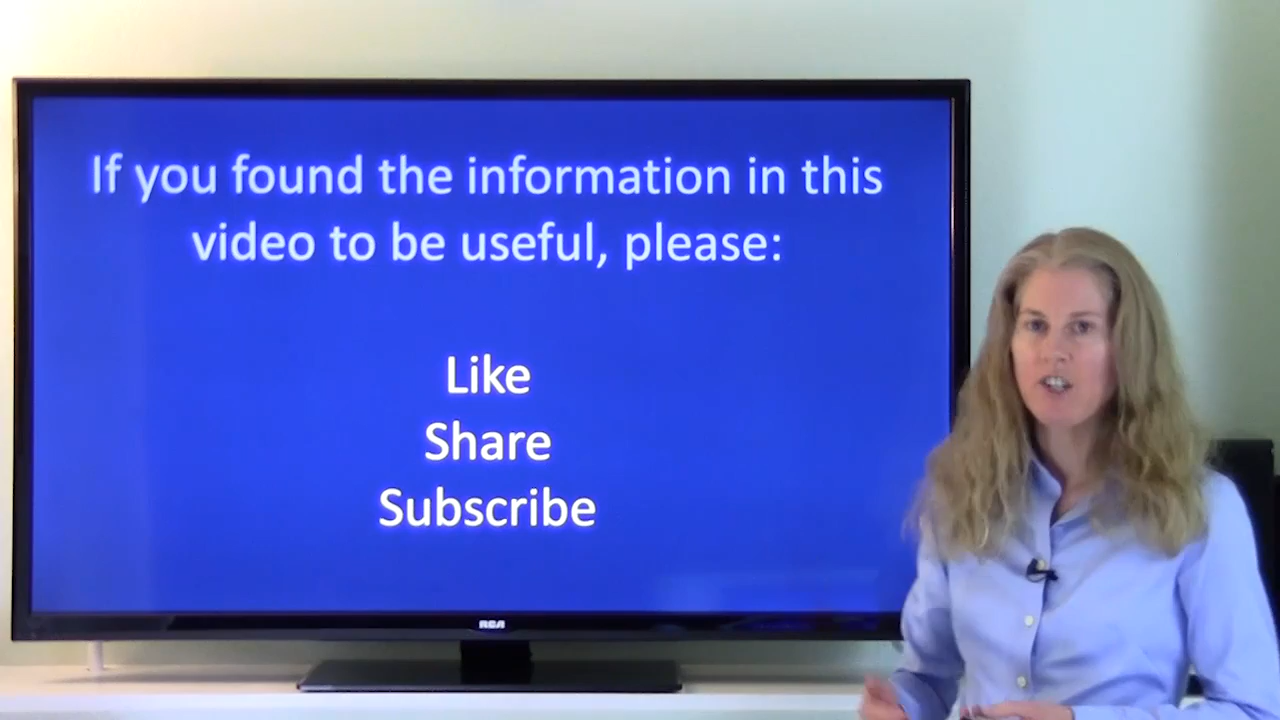 If you found the information in this
video to be useful, please:
Like
Share
Subscribe
RCA